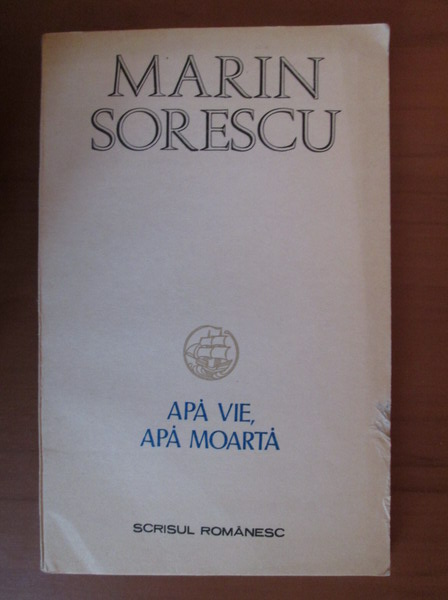 MARIN
SORESCU
APĂ VIE,
APĂ MOARTĂ
SCRISUL ROMÂNESC